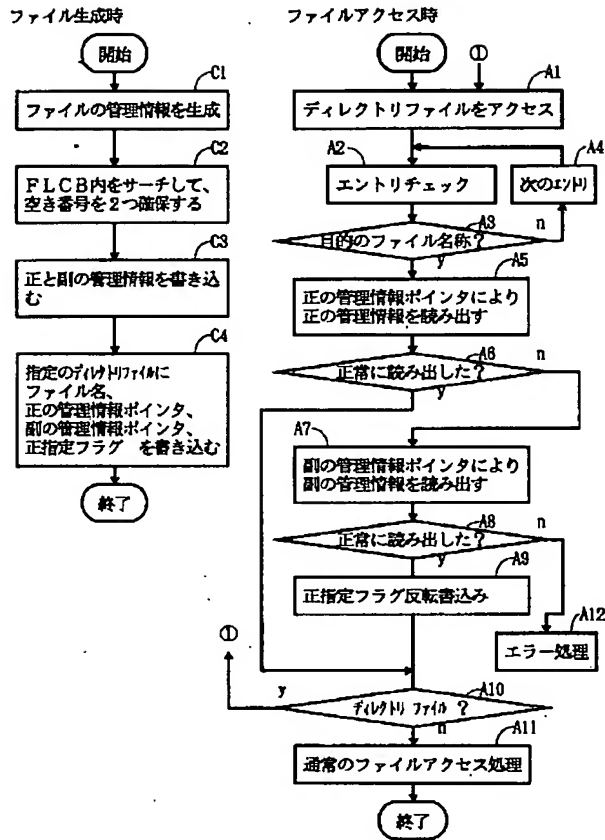 ファイル生成時
開始
C1
ファイルの管理情報を生成
C2
FLCB内をサーチして、
空き番号を2つ確保する
C3
正と副の管理情報を書き込
む
C4
指定のディレクトリファイルに
ファイル名、
正の管理情報ポインタ、
副の管理情報ポインタ、
正指定フラグ を書き込む
終了
ファイルアクセス時
開始
①
A1
ディレクトリファイルをアクセス
A2
エントリチェック
A4
次のエントリ
A3
目的のファイル名称?
n
y
A5
正の管理情報ポインタにより
正の管理情報を読み出す
A6
正常に読み出した?
n
y
A7
副の管理情報ポインタにより
副の管理情報を読み出す
A8
正常に読み出した?
n
y
A9
正指定フラグ反転書込み
A12
エラー処理
①
y
A10
ディレクトリ ファイル ?
n
A11
通常のファイルアクセス処理
終了